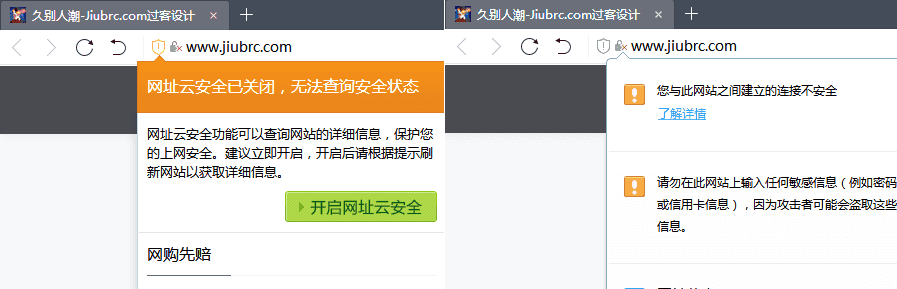 久别人潮-Jiubrc.com过客设计
www.jiubrc.com
网址云安全已关闭，无法查询安全状态
网址云安全功能可以查询网站的详细信息，保护您
的上网安全。建议立即开启，开启后请根据提示刷
新网站以获取详细信息。
开启网址云安全
网购先赔
久别人潮-Jiubrc.com过客设计
www.jiubrc.com
您与此网站之间建立的连接不安全
了解详情
请勿在此网站上输入任何敏感信息（例如密码
或信用卡信息），因为攻击者可能会盗取这些
信息。